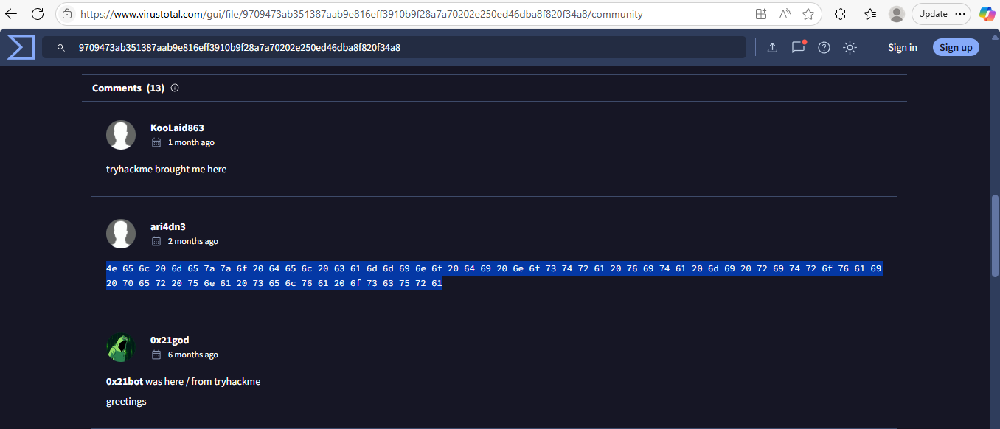 https://www.virustotal.com/gui/file/9709473ab351387aab9e816eff3910b9f28a7a70202e250ed46dba8f820f34a8/community
Update
9709473ab351387aab9e816eff3910b9f28a7a70202e250ed46dba8f820f34a8
Sign in
Sign up
Comments (13)
KooLaid863
1 month ago
tryhackme brought me here
ari4dn3
2 months ago
4e 65 6c 20 6d 65 7a 7a 6f 20 64 65 6c 20 63 61 6d 6d 69 6e 6f 20 64 69 20 6e 6f 73 74 72 61 20 76 69 74 61 20 6d 69 20 72 69 74 72 6f 76 61 69
20 70 65 72 20 75 6e 61 20 73 65 6c 76 61 20 6f 73 63 75 72 61
0x21god
6 months ago
0x21bot was here / from tryhackme
greetings